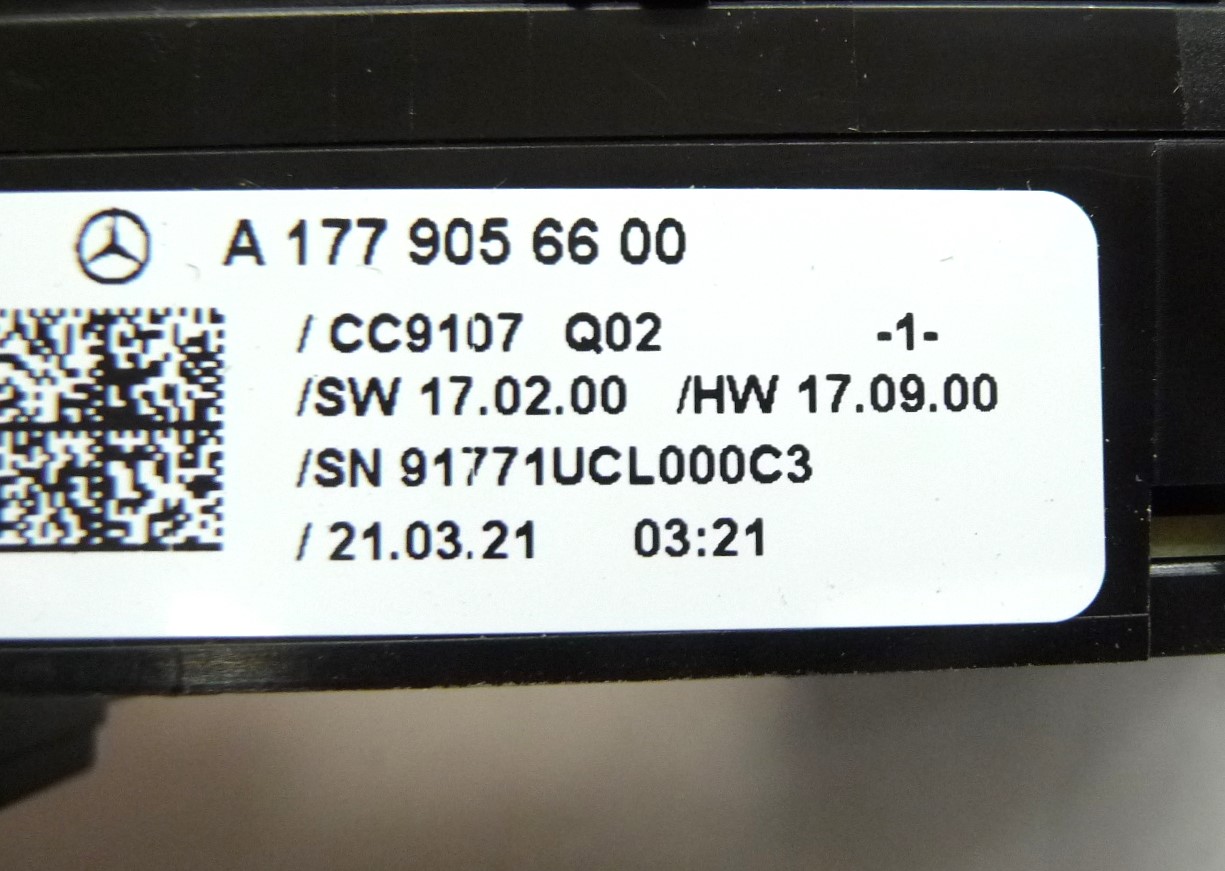 A 177 905 66 00
/ CC9107 Q02 -1-
/SW 17.02.00 /HW 17.09.00
/SN 91771UCL000C3
/ 21.03.21 03:21